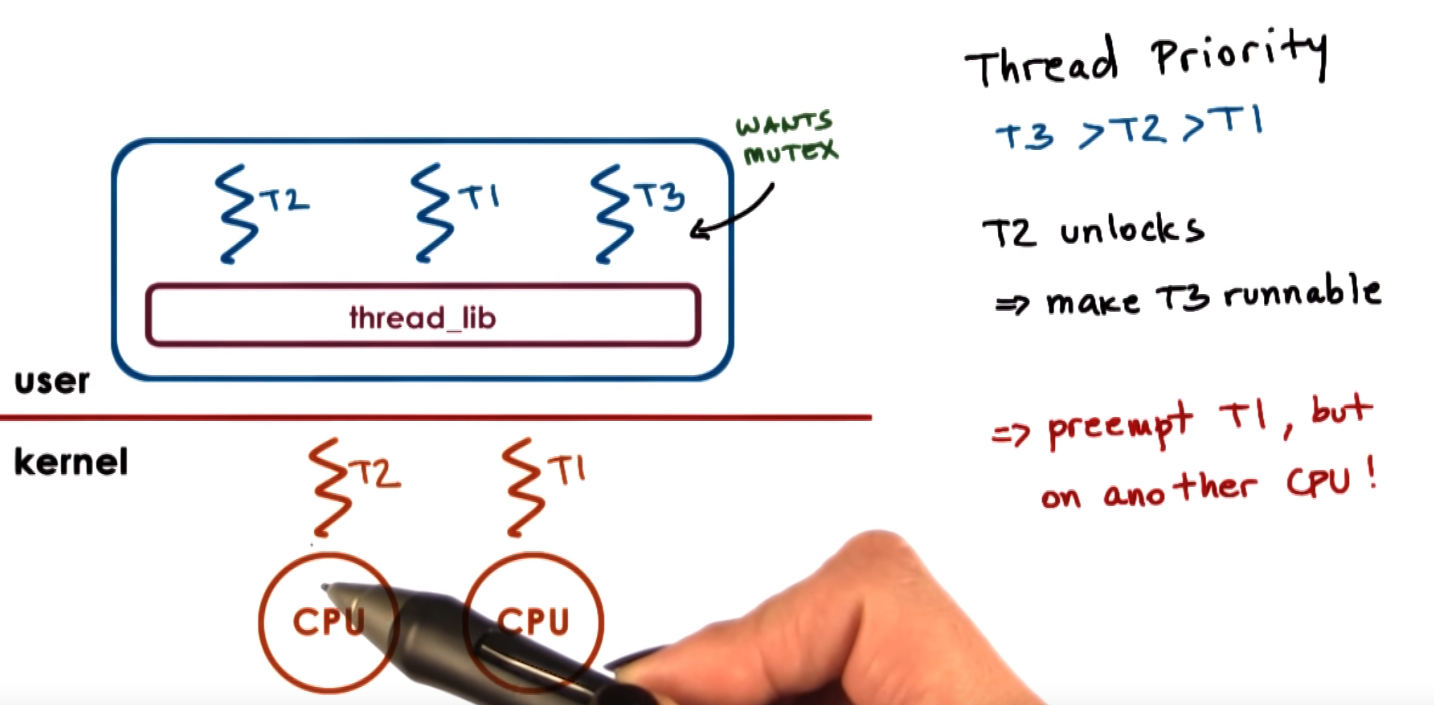 Thread Priority
T3 > T2 > T1
WANTS
MUTEX
T2
T1
T3
T2 unlocks
⇒ make T3 runnable
thread_lib
user
⇒ preempt T1, but
on another CPU!
kernel
T2
T1
CPU
CPU